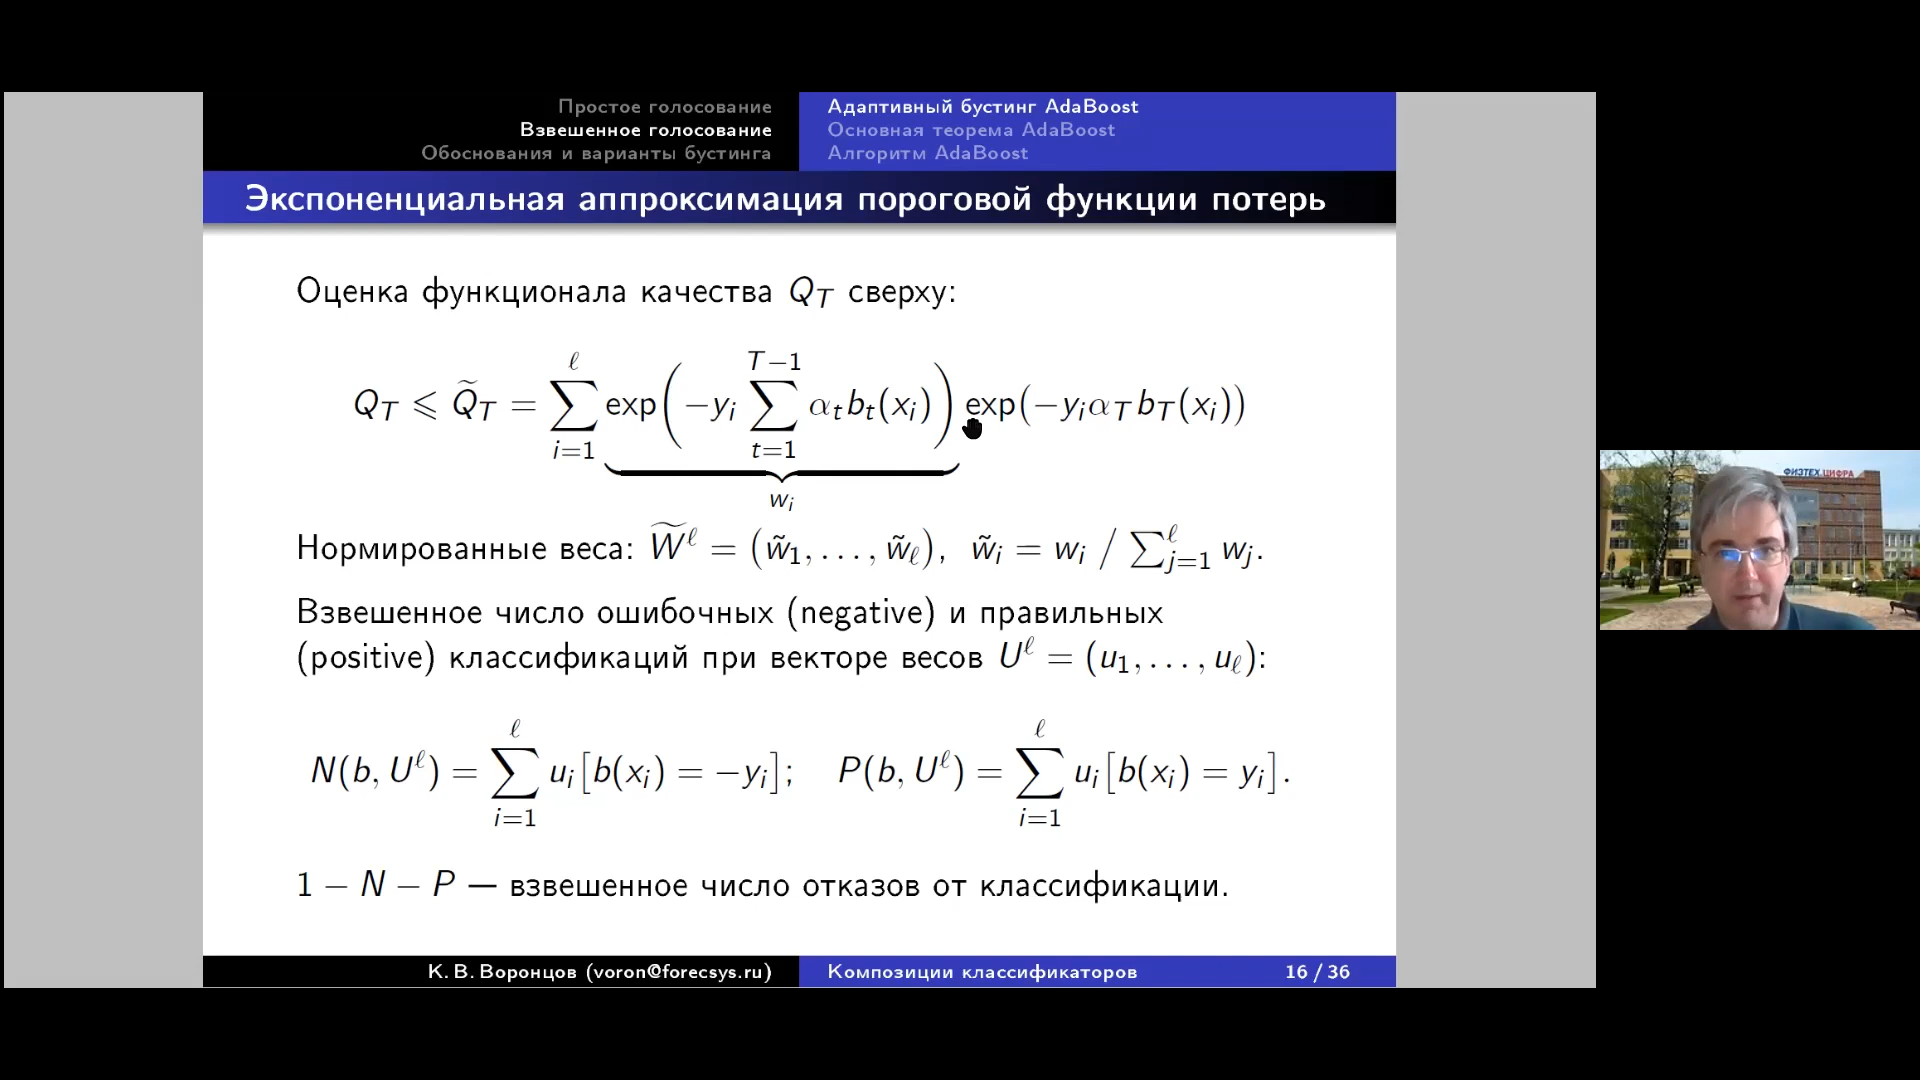 Простое голосование
Взвешенное голосование
Обоснования и варианты бустинга
Адаптивный бустинг AdaBoost
Основная теорема AdaBoost
Алгоритм AdaBoost
Экспоненциальная аппроксимация пороговой функции потерь
Оценка функционала качества Q_T сверху:
Q_T ⩽ Q̃_T = ∑_{i=1}^{ℓ} exp(−y_i ∑_{t=1}^{T−1} α_t b_t(x_i)) exp(−y_i α_T b_T(x_i))
w_i
Нормированные веса: W̃^ℓ = (w̃_1, . . . , w̃_ℓ), w̃_i = w_i / ∑_{j=1}^{ℓ} w_j.
Взвешенное число ошибочных (negative) и правильных
(positive) классификаций при векторе весов U^ℓ = (u_1, . . . , u_ℓ):
N(b, U^ℓ) = ∑_{i=1}^{ℓ} u_i [b(x_i) = −y_i]; P(b, U^ℓ) = ∑_{i=1}^{ℓ} u_i [b(x_i) = y_i].
1 − N − P — взвешенное число отказов от классификации.
К. В. Воронцов (voron@forecsys.ru)
Композиции классификаторов
16 / 36
ФИЗТЕХ.ЦИФРА